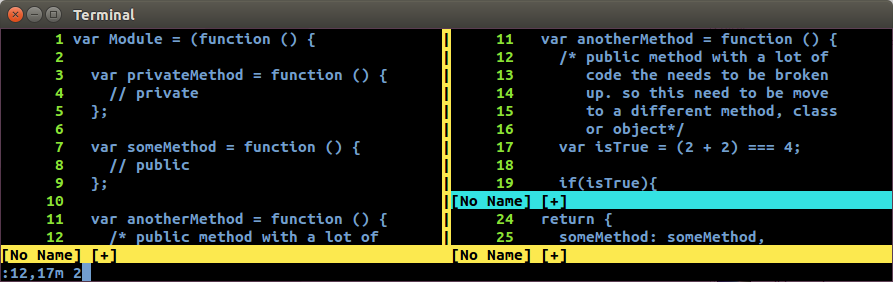 Terminal
1 var Module = (function () {
2
3   var privateMethod = function () {
4     // private
5   };
6
7   var someMethod = function () {
8     // public
9   };
10
11   var anotherMethod = function () {
12     /* public method with a lot of
[No Name] [+]
11   var anotherMethod = function () {
12     /* public method with a lot of
13        code the needs to be broken
14        up. so this need to be move
15        to a different method, class
16        or object*/
17     var isTrue = (2 + 2) === 4;
18
19     if(isTrue){
[No Name] [+]
24   return {
25     someMethod: someMethod,
[No Name] [+]
:12,17m 2